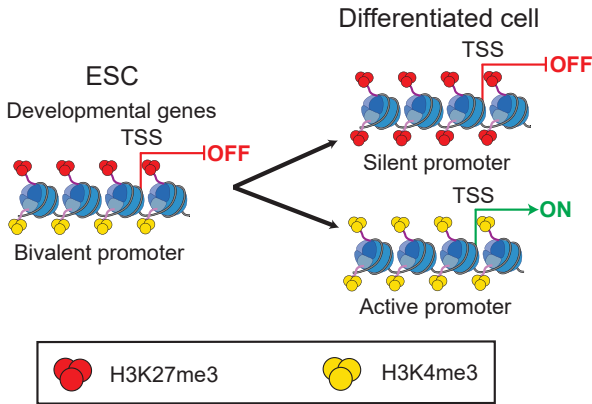 ESC
Developmental genes
TSS
OFF
Bivalent promoter
Differentiated cell
TSS
OFF
Silent promoter
TSS
ON
Active promoter
H3K27me3
H3K4me3